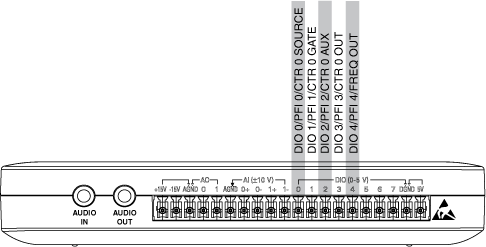 DIO 0/PFI 0/CTR 0 SOURCE
DIO 1/PFI 1/CTR 0 GATE
DIO 2/PFI 2/CTR 0 AUX
DIO 3/PFI 3/CTR 0 OUT
DIO 4/PFI 4/FREQ OUT
AO AI (±10 V) DIO (0-5 V)
+15V -15V AGND 0 1 AGND 0+ 0- 1+ 1- 0 1 2 3 4 5 6 7 DGND 5V
AUDIO IN
AUDIO OUT